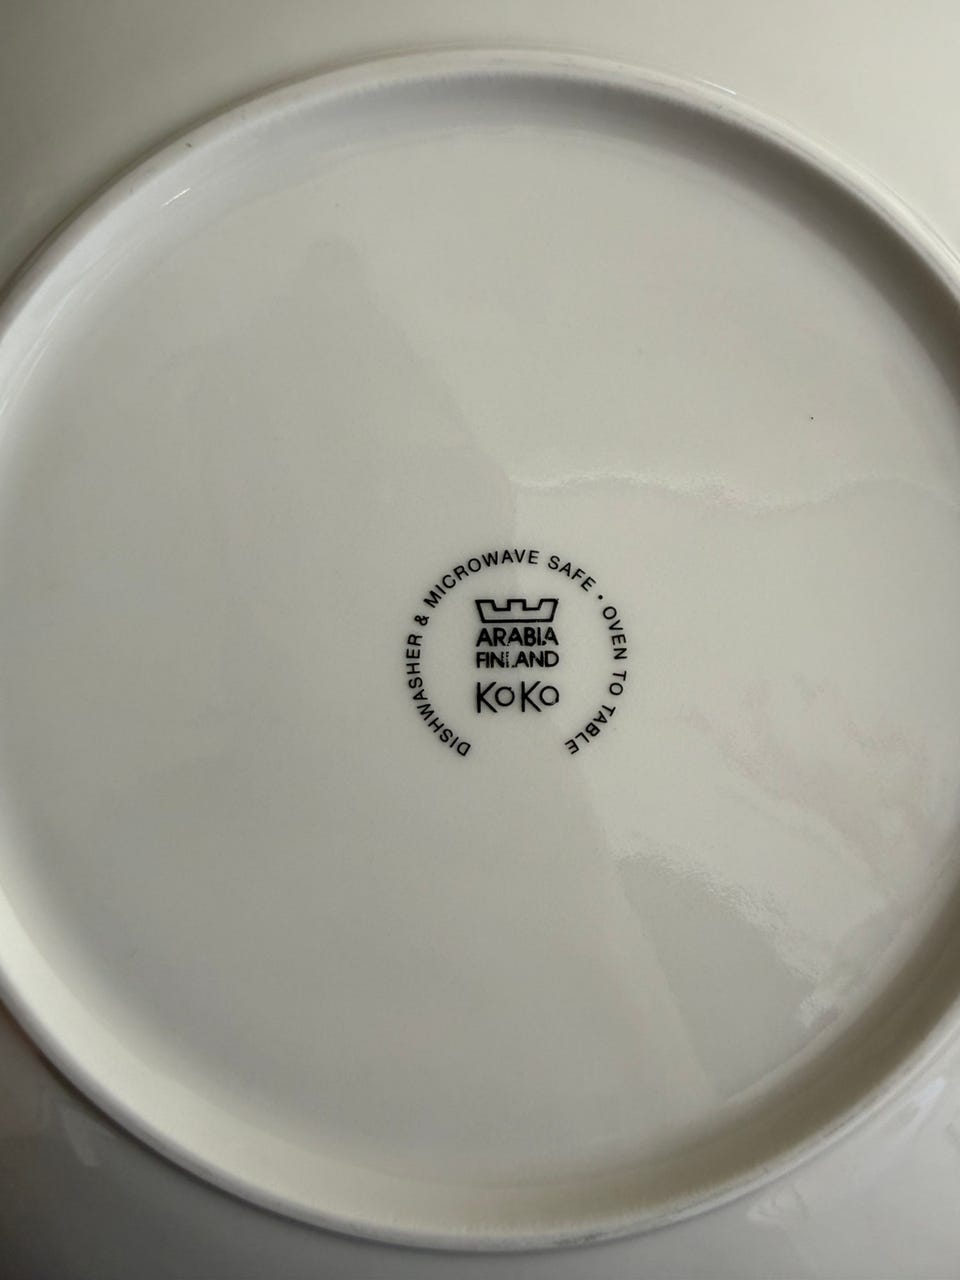 DISHWASHER & MICROWAVE SAFE • OVEN TO TABLE
ARABIA
FINLAND
KoKo